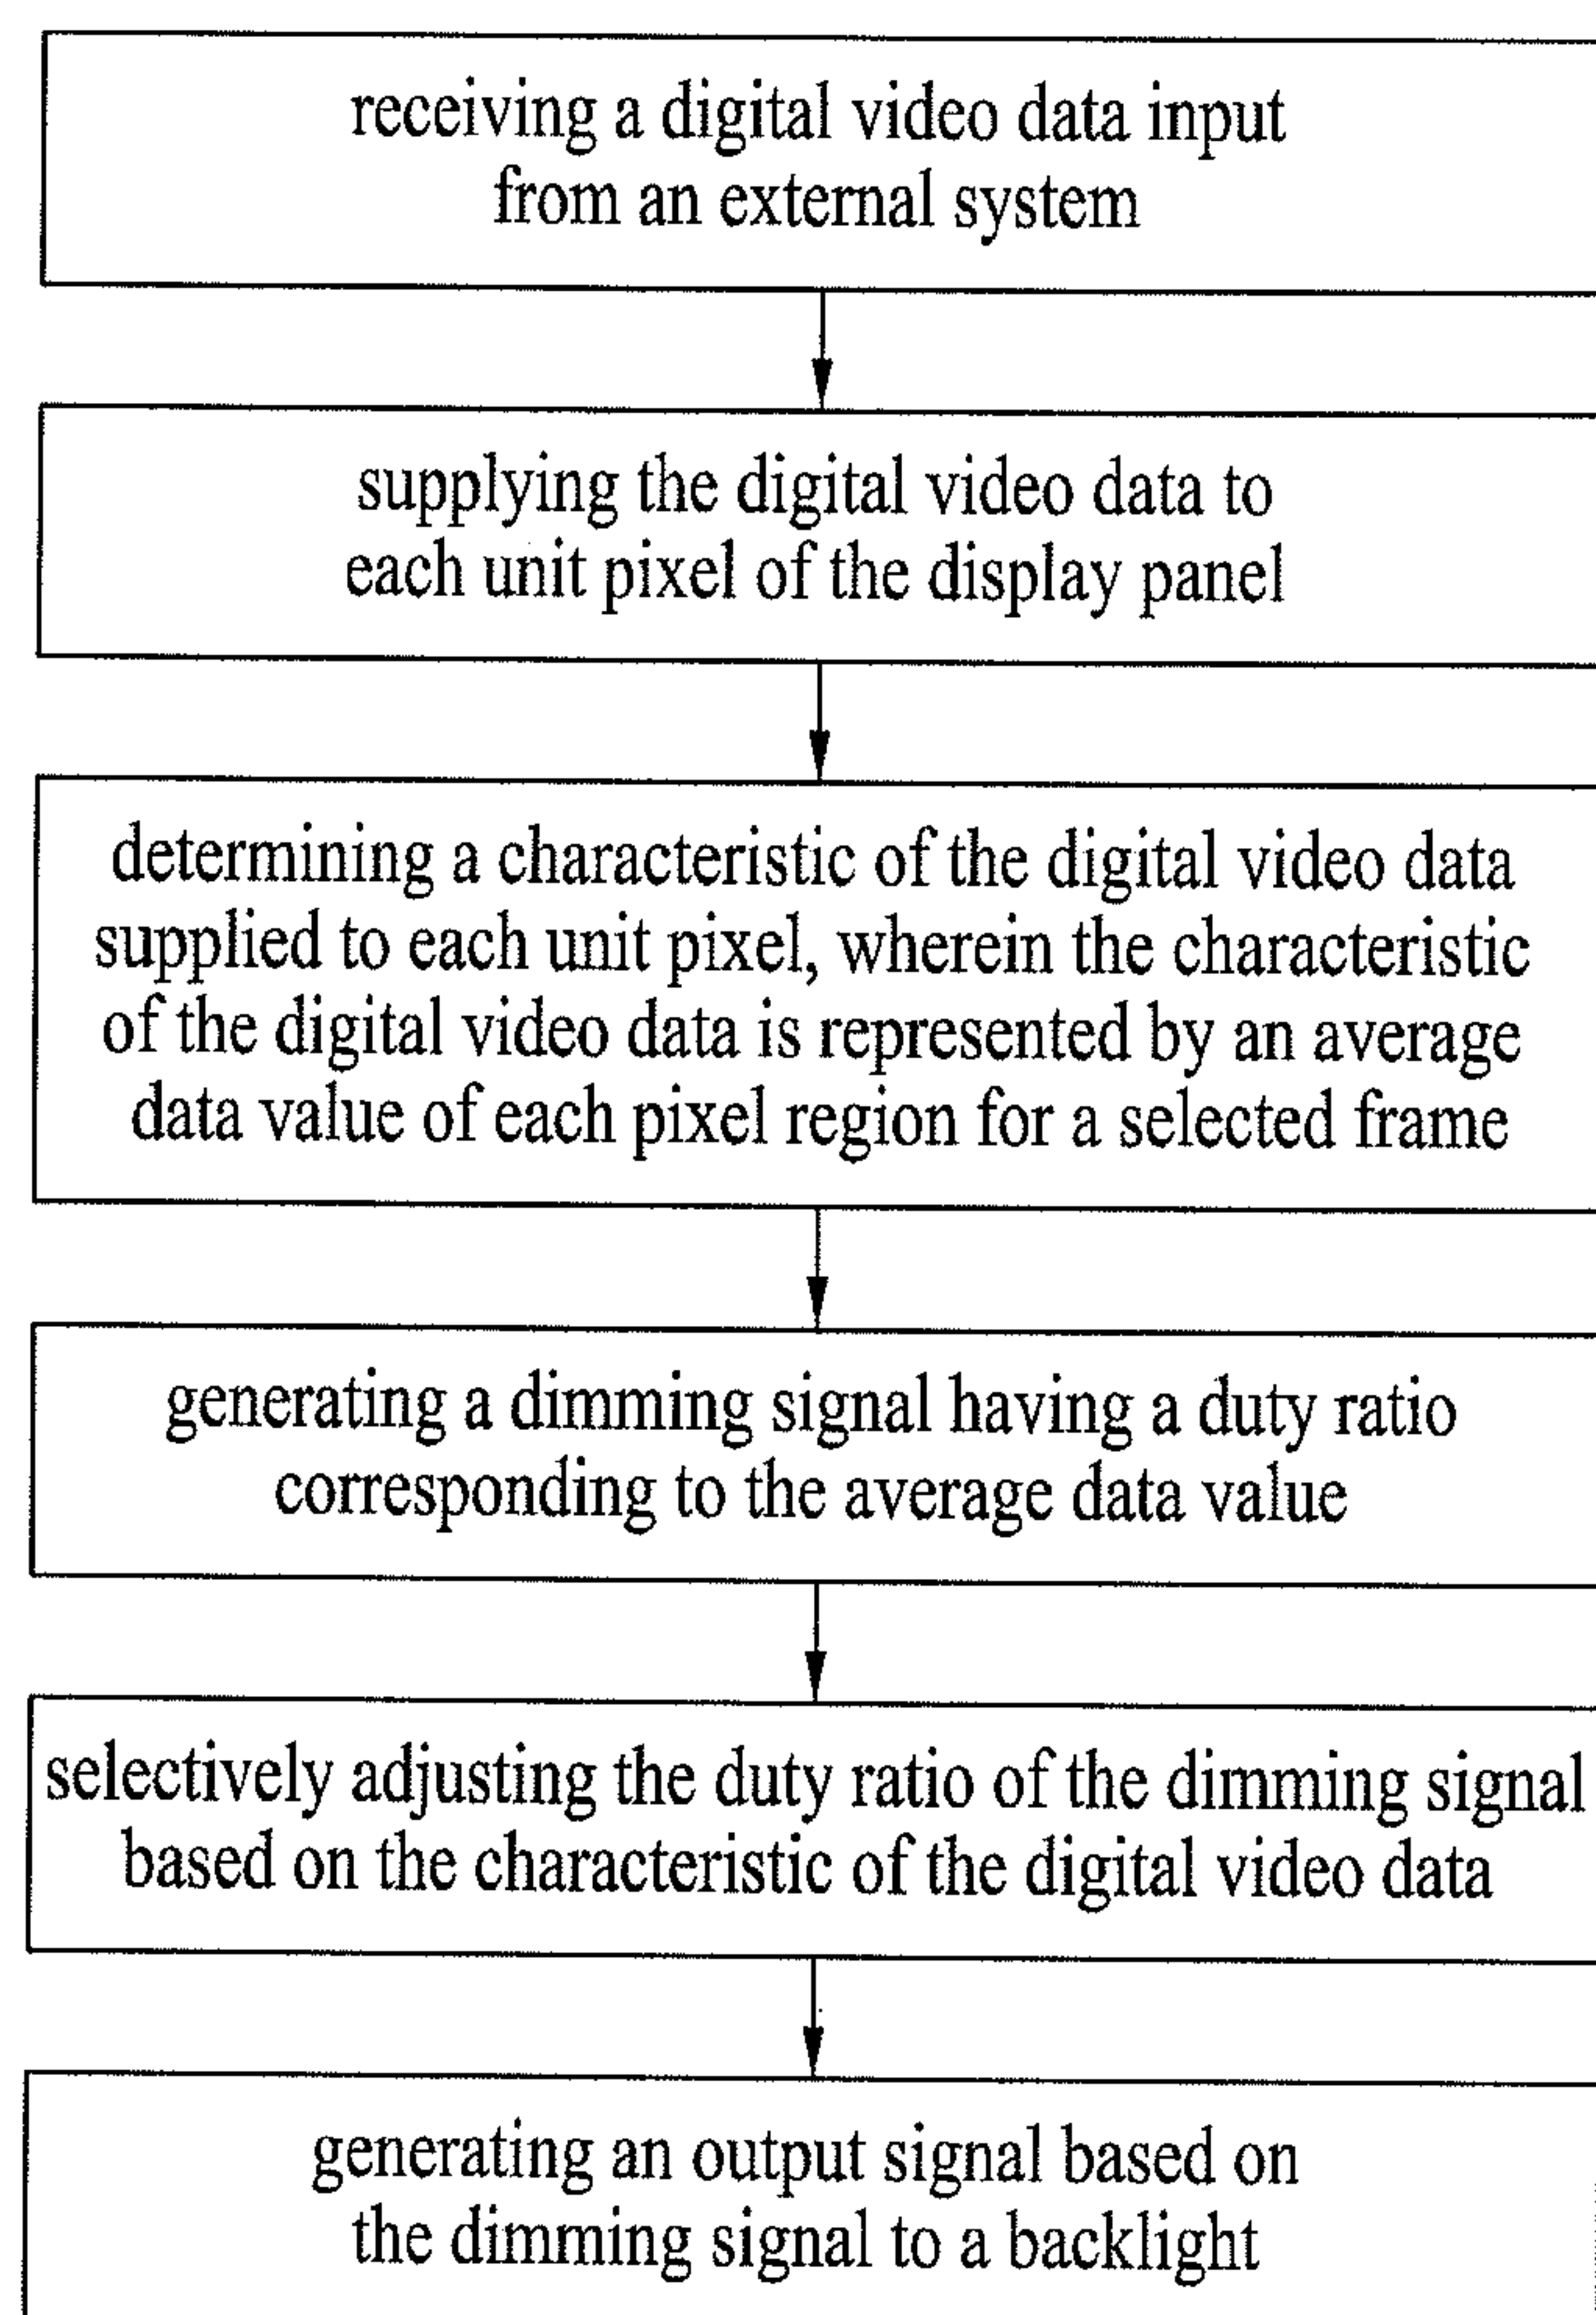 receiving a digital video data input
from an external system
supplying the digital video data to
each unit pixel of the display panel
determining a characteristic of the digital video data
supplied to each unit pixel, wherein the characteristic
of the digital video data is represented by an average
data value of each pixel region for a selected frame
generating a dimming signal having a duty ratio
corresponding to the average data value
selectively adjusting the duty ratio of the dimming signal
based on the characteristic of the digital video data
generating an output signal based on
the dimming signal to a backlight